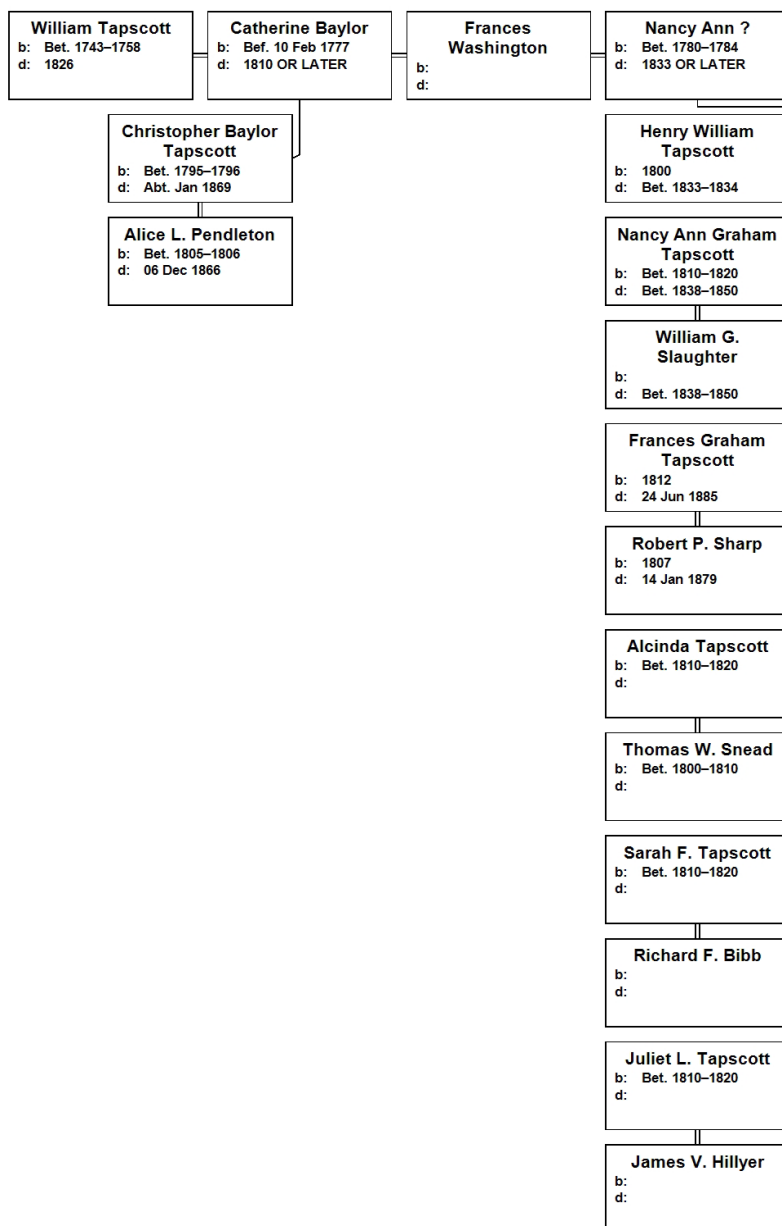 William Tapscott
b: Bet. 1743–1758
d: 1826
Catherine Baylor
b: Bef. 10 Feb 1777
d: 1810 OR LATER
Frances
Washington
b:
d:
Nancy Ann ?
b: Bet. 1780–1784
d: 1833 OR LATER
Christopher Baylor
Tapscott
b: Bet. 1795–1796
d: Abt. Jan 1869
Alice L. Pendleton
b: Bet. 1805–1806
d: 06 Dec 1866
Henry William
Tapscott
b: 1800
d: Bet. 1833–1834
Nancy Ann Graham
Tapscott
b: Bet. 1810–1820
d: Bet. 1838–1850
William G.
Slaughter
b:
d: Bet. 1838–1850
Frances Graham
Tapscott
b: 1812
d: 24 Jun 1885
Robert P. Sharp
b: 1807
d: 14 Jan 1879
Alcinda Tapscott
b: Bet. 1810–1820
d:
Thomas W. Snead
b: Bet. 1800–1810
d:
Sarah F. Tapscott
b: Bet. 1810–1820
d:
Richard F. Bibb
b:
d:
Juliet L. Tapscott
b: Bet. 1810–1820
d:
James V. Hillyer
b:
d: